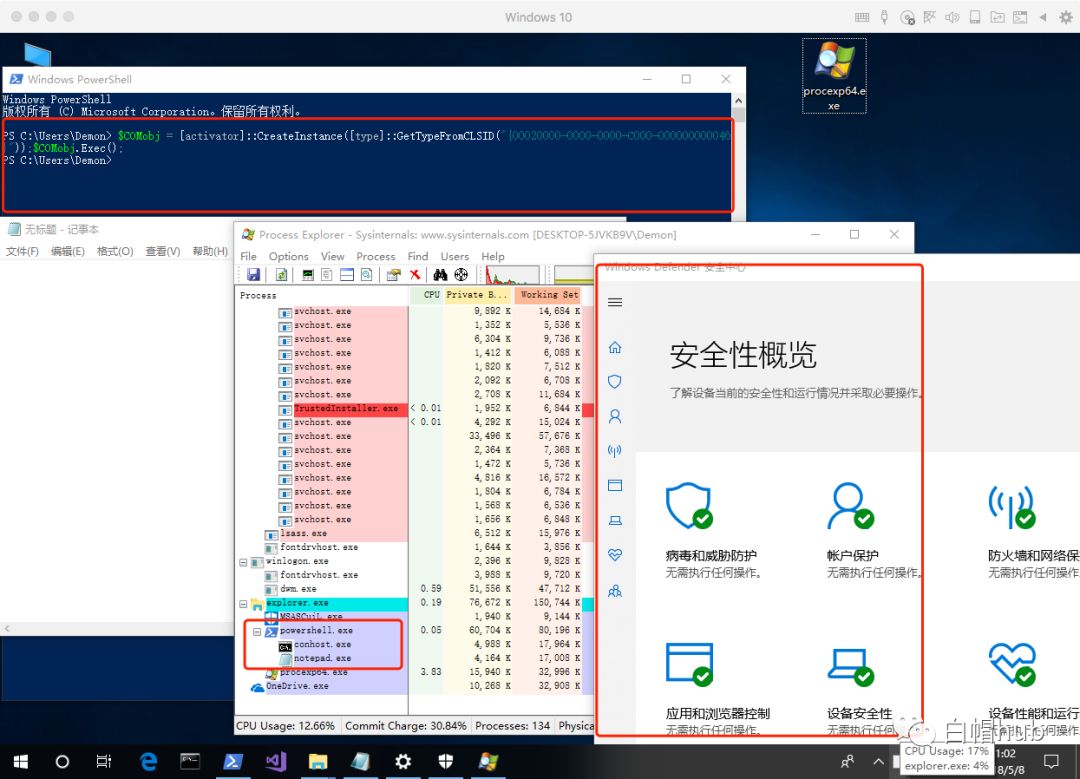 Windows 10
procexp64.e
xe
Windows PowerShell
Windows PowerShell
版权所有 (C) Microsoft Corporation。保留所有权利。
PS C:\Users\Demon> $COMobj = [activator]::CreateInstance([type]::GetTypeFromCLSID("{00020000-0000-0000-C000-000000000046
}"));$COMobj.Exec();
PS C:\Users\Demon>
无标题 - 记事本
文件(F) 编辑(E) 格式(O) 查看(V) 帮助(H)
Process Explorer - Sysinternals: www.sysinternals.com [DESKTOP-5JVKB9V\Demon]
File Options View Process Find Users Help
Process CPU Private B... Working Set
svchost.exe 9,892 K 14,684 K
svchost.exe 1,352 K 5,536 K
svchost.exe 6,304 K 9,736 K
svchost.exe 1,412 K 6,088 K
svchost.exe 1,820 K 7,512 K
svchost.exe 2,092 K 6,708 K
svchost.exe 2,708 K 11,684 K
TrustedInstaller.exe < 0.01 1,952 K 6,844 K
svchost.exe < 0.01 4,292 K 15,024 K
svchost.exe 33,496 K 57,676 K
svchost.exe 2,364 K 7,368 K
svchost.exe 1,472 K 5,736 K
svchost.exe 4,816 K 16,572 K
svchost.exe 1,804 K 6,784 K
svchost.exe 1,568 K 6,536 K
svchost.exe 1,656 K 6,848 K
lsass.exe 6,512 K 15,976 K
fontdrvhost.exe 1,644 K 3,856 K
winlogon.exe 2,396 K 9,828 K
fontdrvhost.exe 3,988 K 9,720 K
dwm.exe 0.59 51,556 K 47,712 K
explorer.exe 0.19 76,672 K 150,744 K
MSASCuiL.exe 1,940 K 9,144 K
powershell.exe 0.05 60,704 K 80,196 K
conhost.exe 4,988 K 17,964 K
notepad.exe 4,164 K 17,008 K
procexp64.exe 3.83 15,940 K 32,996 K
OneDrive.exe 10,268 K 32,908 K
CPU Usage: 12.66% Commit Charge: 30.84% Processes: 134 Physica
Windows Defender 安全中心
安全性概览
了解设备当前的安全性和运行情况并采取必要操作。
病毒和威胁防护
无需执行任何操作。
帐户保护
无需执行任何操作。
防火墙和网络保
无需执行任何操作。
应用和浏览器控制
无需执行任何操作。
设备安全性
无需执行任何操作。
设备性能和运行
无需执行任何操作。
白帽hub
CPU Usage: 17%
explorer.exe: 4%
1:02
18/5/8